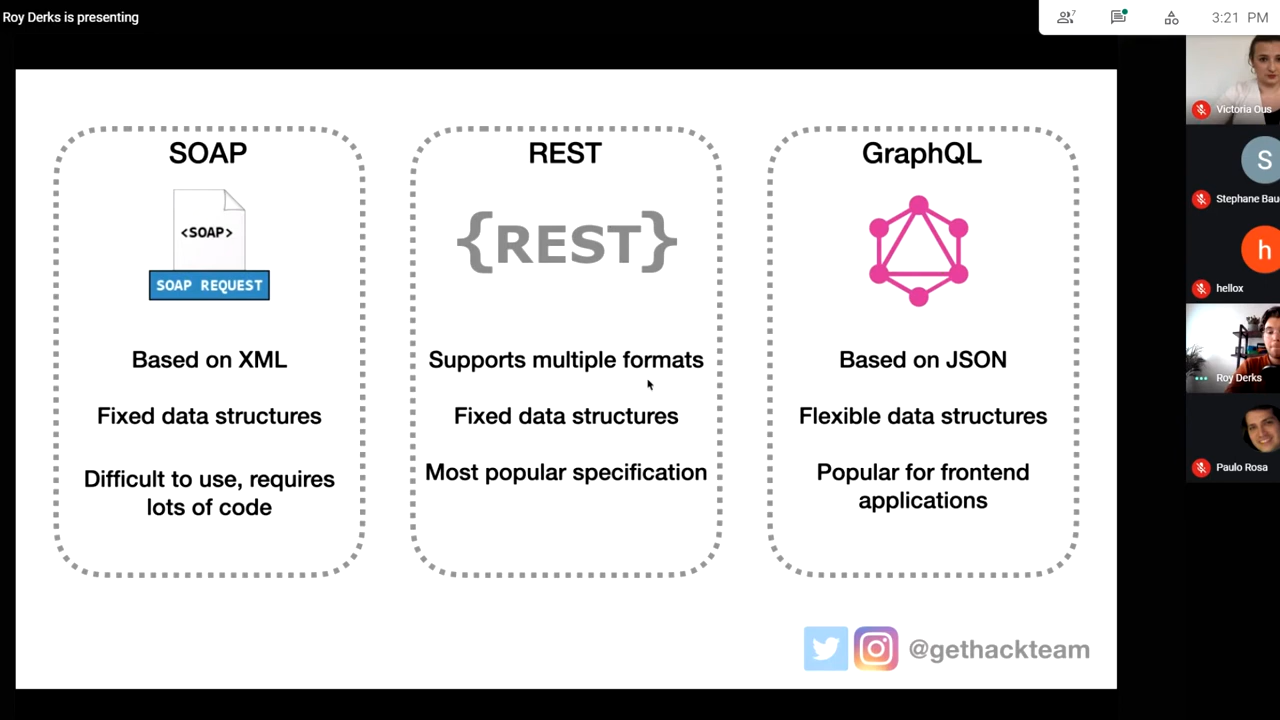 Roy Derks is presenting
7
3:21 PM
SOAP
<SOAP>
SOAP REQUEST
Based on XML
Fixed data structures
Difficult to use, requires
lots of code
REST
{REST}
Supports multiple formats
Fixed data structures
Most popular specification
GraphQL
Based on JSON
Flexible data structures
Popular for frontend
applications
@gethackteam
Victoria Ous
S
Stephane Bau
h
hellox
Roy Derks
Paulo Rosa